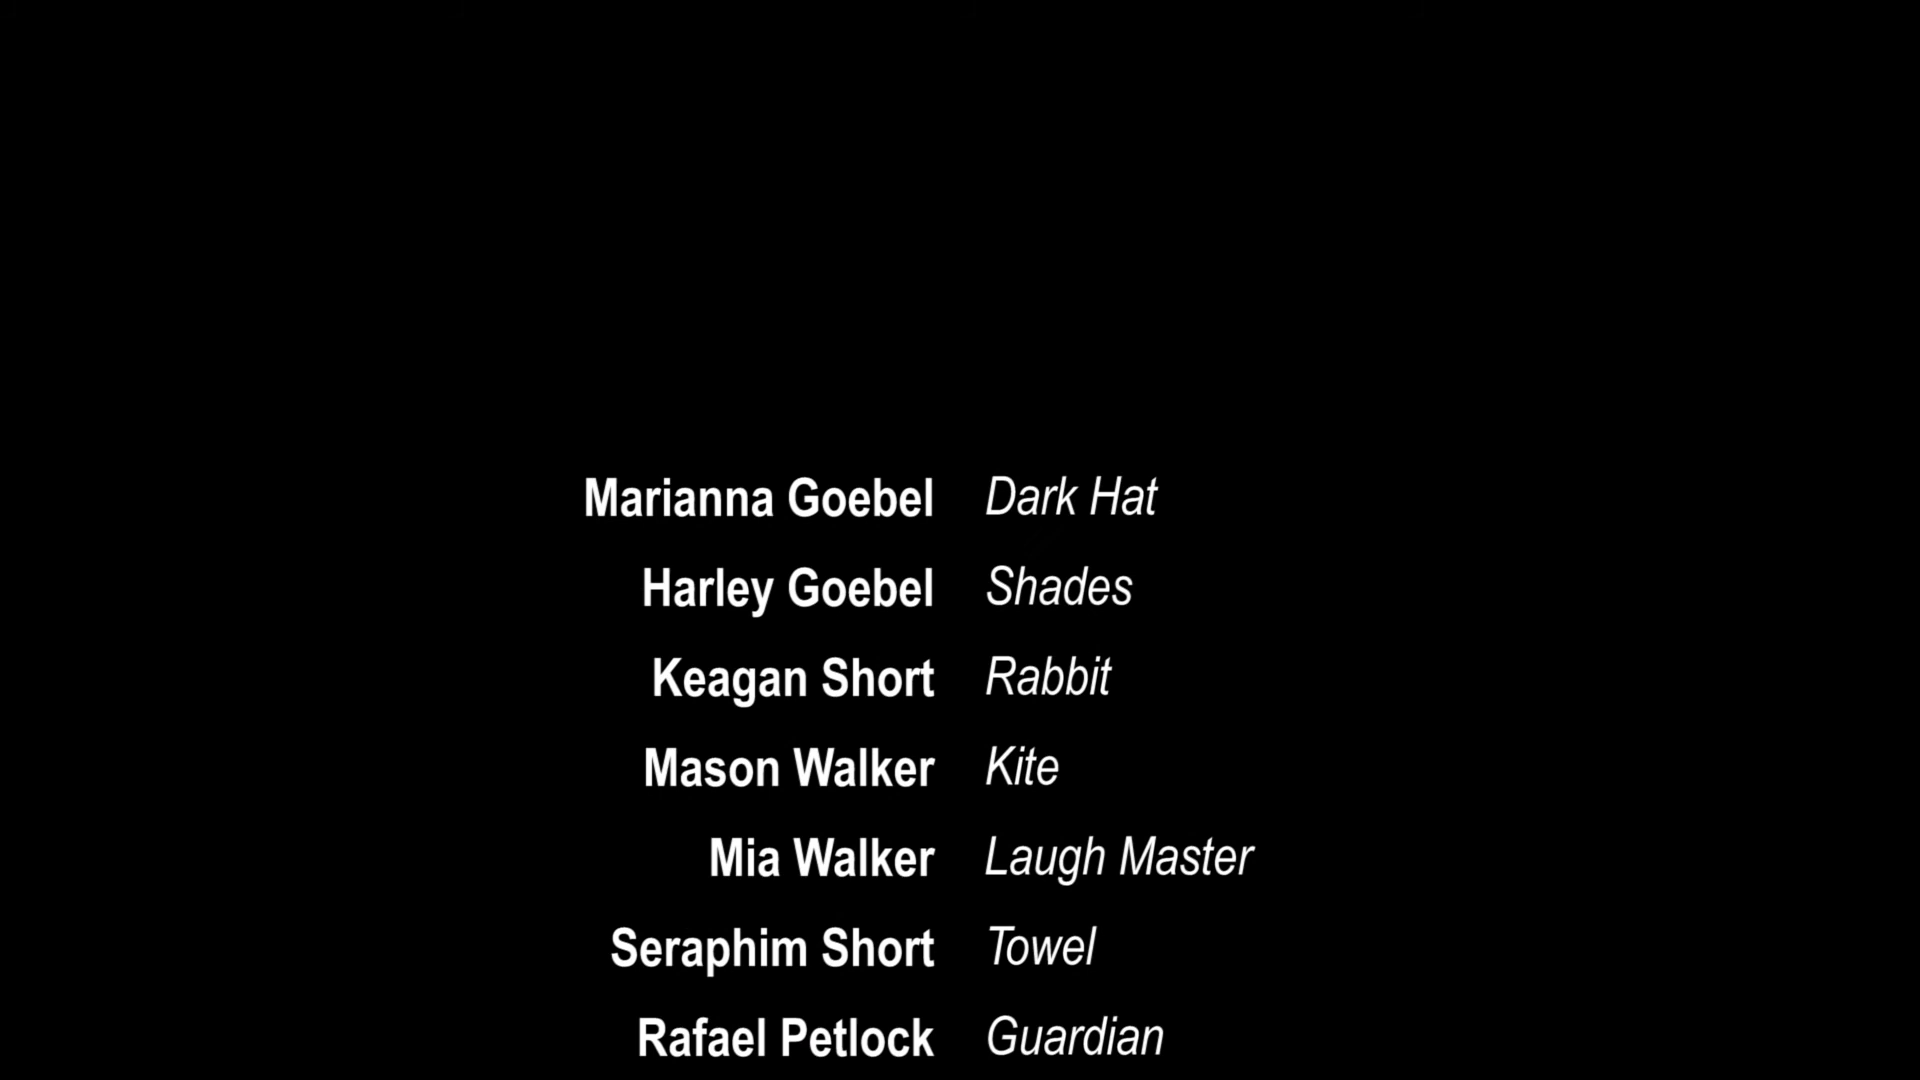 Marianna Goebel Dark Hat
Harley Goebel Shades
Keagan Short Rabbit
Mason Walker Kite
Mia Walker Laugh Master
Seraphim Short Towel
Rafael Petlock Guardian